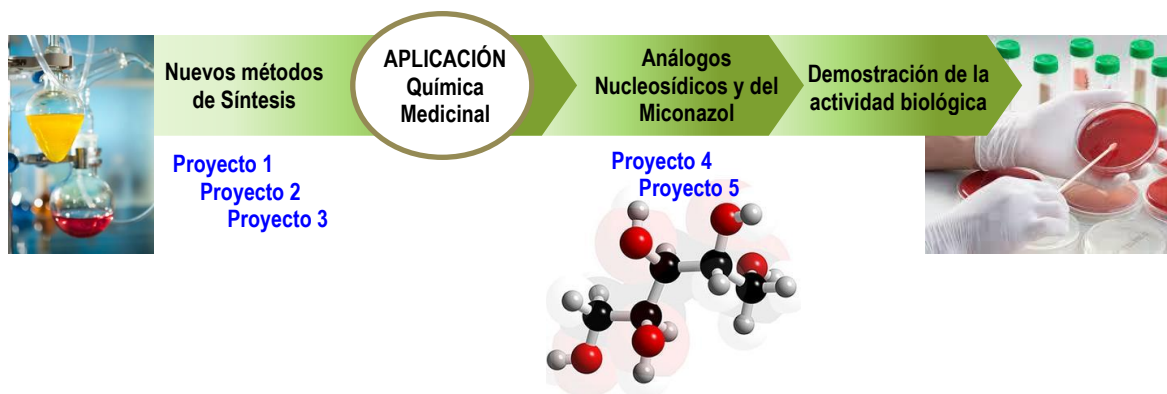 Nuevos métodos
de Síntesis
APLICACIÓN
Química
Medicinal
Análogos
Nucleosídicos y del
Miconazol
Demostración de la
actividad biológica
Proyecto 1
Proyecto 2
Proyecto 3
Proyecto 4
Proyecto 5